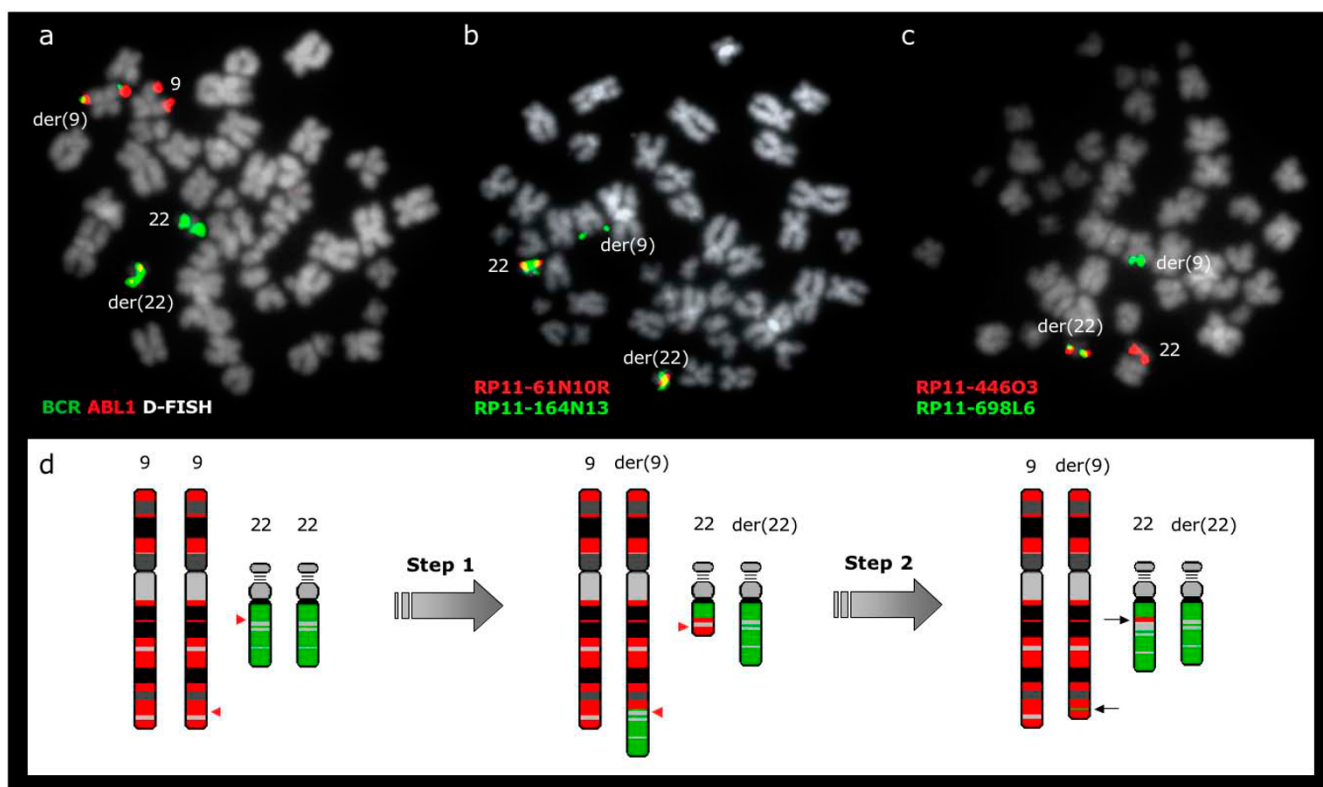 a
9
der(9)
22
der(22)
BCR ABL1 D-FISH
b
der(9)
22
der(22)
RP11-61N10R
RP11-164N13
c
der(9)
der(22)
22
RP11-446O3
RP11-698L6
d
9 9
22 22
Step 1
9 der(9)
22 der(22)
Step 2
9 der(9)
22 der(22)